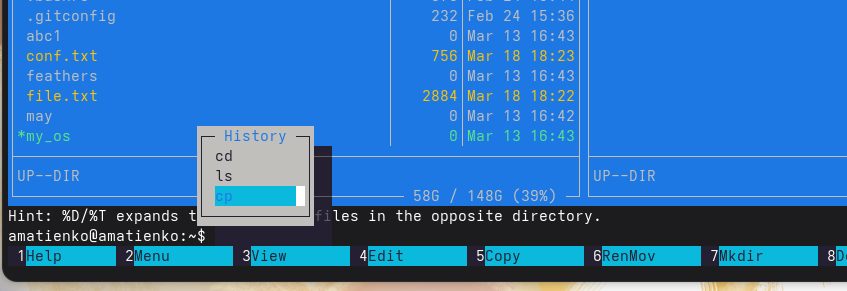 .gitconfig 232 Feb 24 15:36
abc1 0 Mar 13 16:43
conf.txt 756 Mar 18 18:23
feathers 0 Mar 13 16:43
file.txt 2884 Mar 18 18:22
may 0 Mar 13 16:42
*my_os 0 Mar 13 16:43
History
cd
ls
cp
UP--DIR
UP--DIR
58G / 148G (39%)
Hint: %D/%T expands t files in the opposite directory.
amatienko@amatienko:~$
1Help 2Menu 3View 4Edit 5Copy 6RenMov 7Mkdir 8